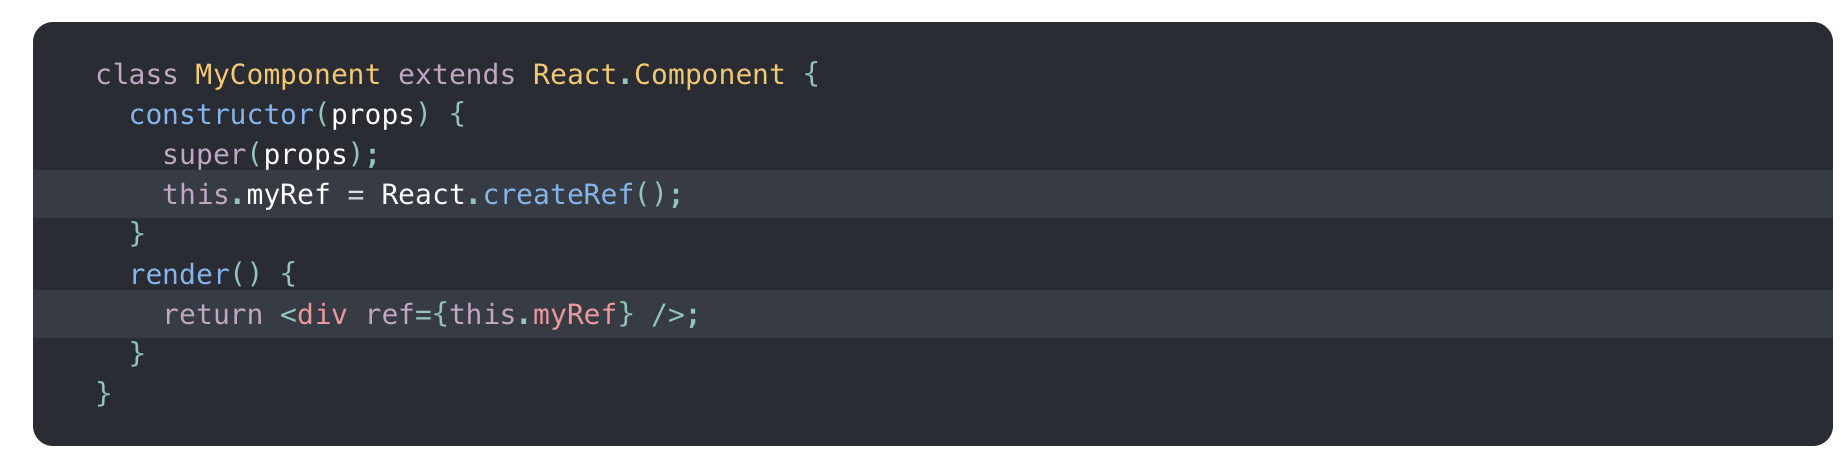 class MyComponent extends React.Component {
  constructor(props) {
    super(props);
    this.myRef = React.createRef();
  }
  render() {
    return <div ref={this.myRef} />;
  }
}